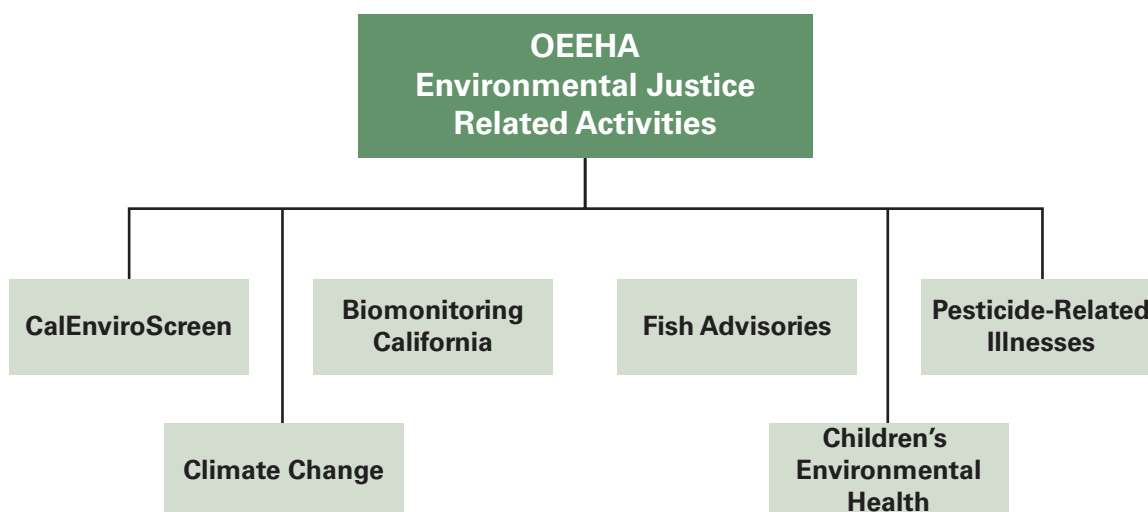 OEEHA
Environmental Justice
Related Activities
CalEnviroScreen
Biomonitoring
California
Fish Advisories
Pesticide-Related
Illnesses
Climate Change
Children’s
Environmental
Health